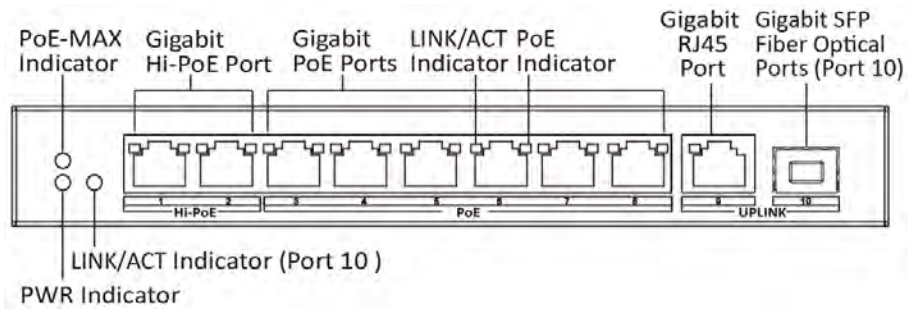 PoE-MAX
Indicator
Gigabit
Hi-PoE Port
Gigabit
PoE Ports
LINK/ACT
Indicator
PoE
Indicator
Gigabit
RJ45
Port
Gigabit SFP
Fiber Optical
Ports (Port 10)
1 2 3 4 5 6 7 8 9 10
Hi-PoE PoE UPLINK
LINK/ACT Indicator (Port 10 )
PWR Indicator